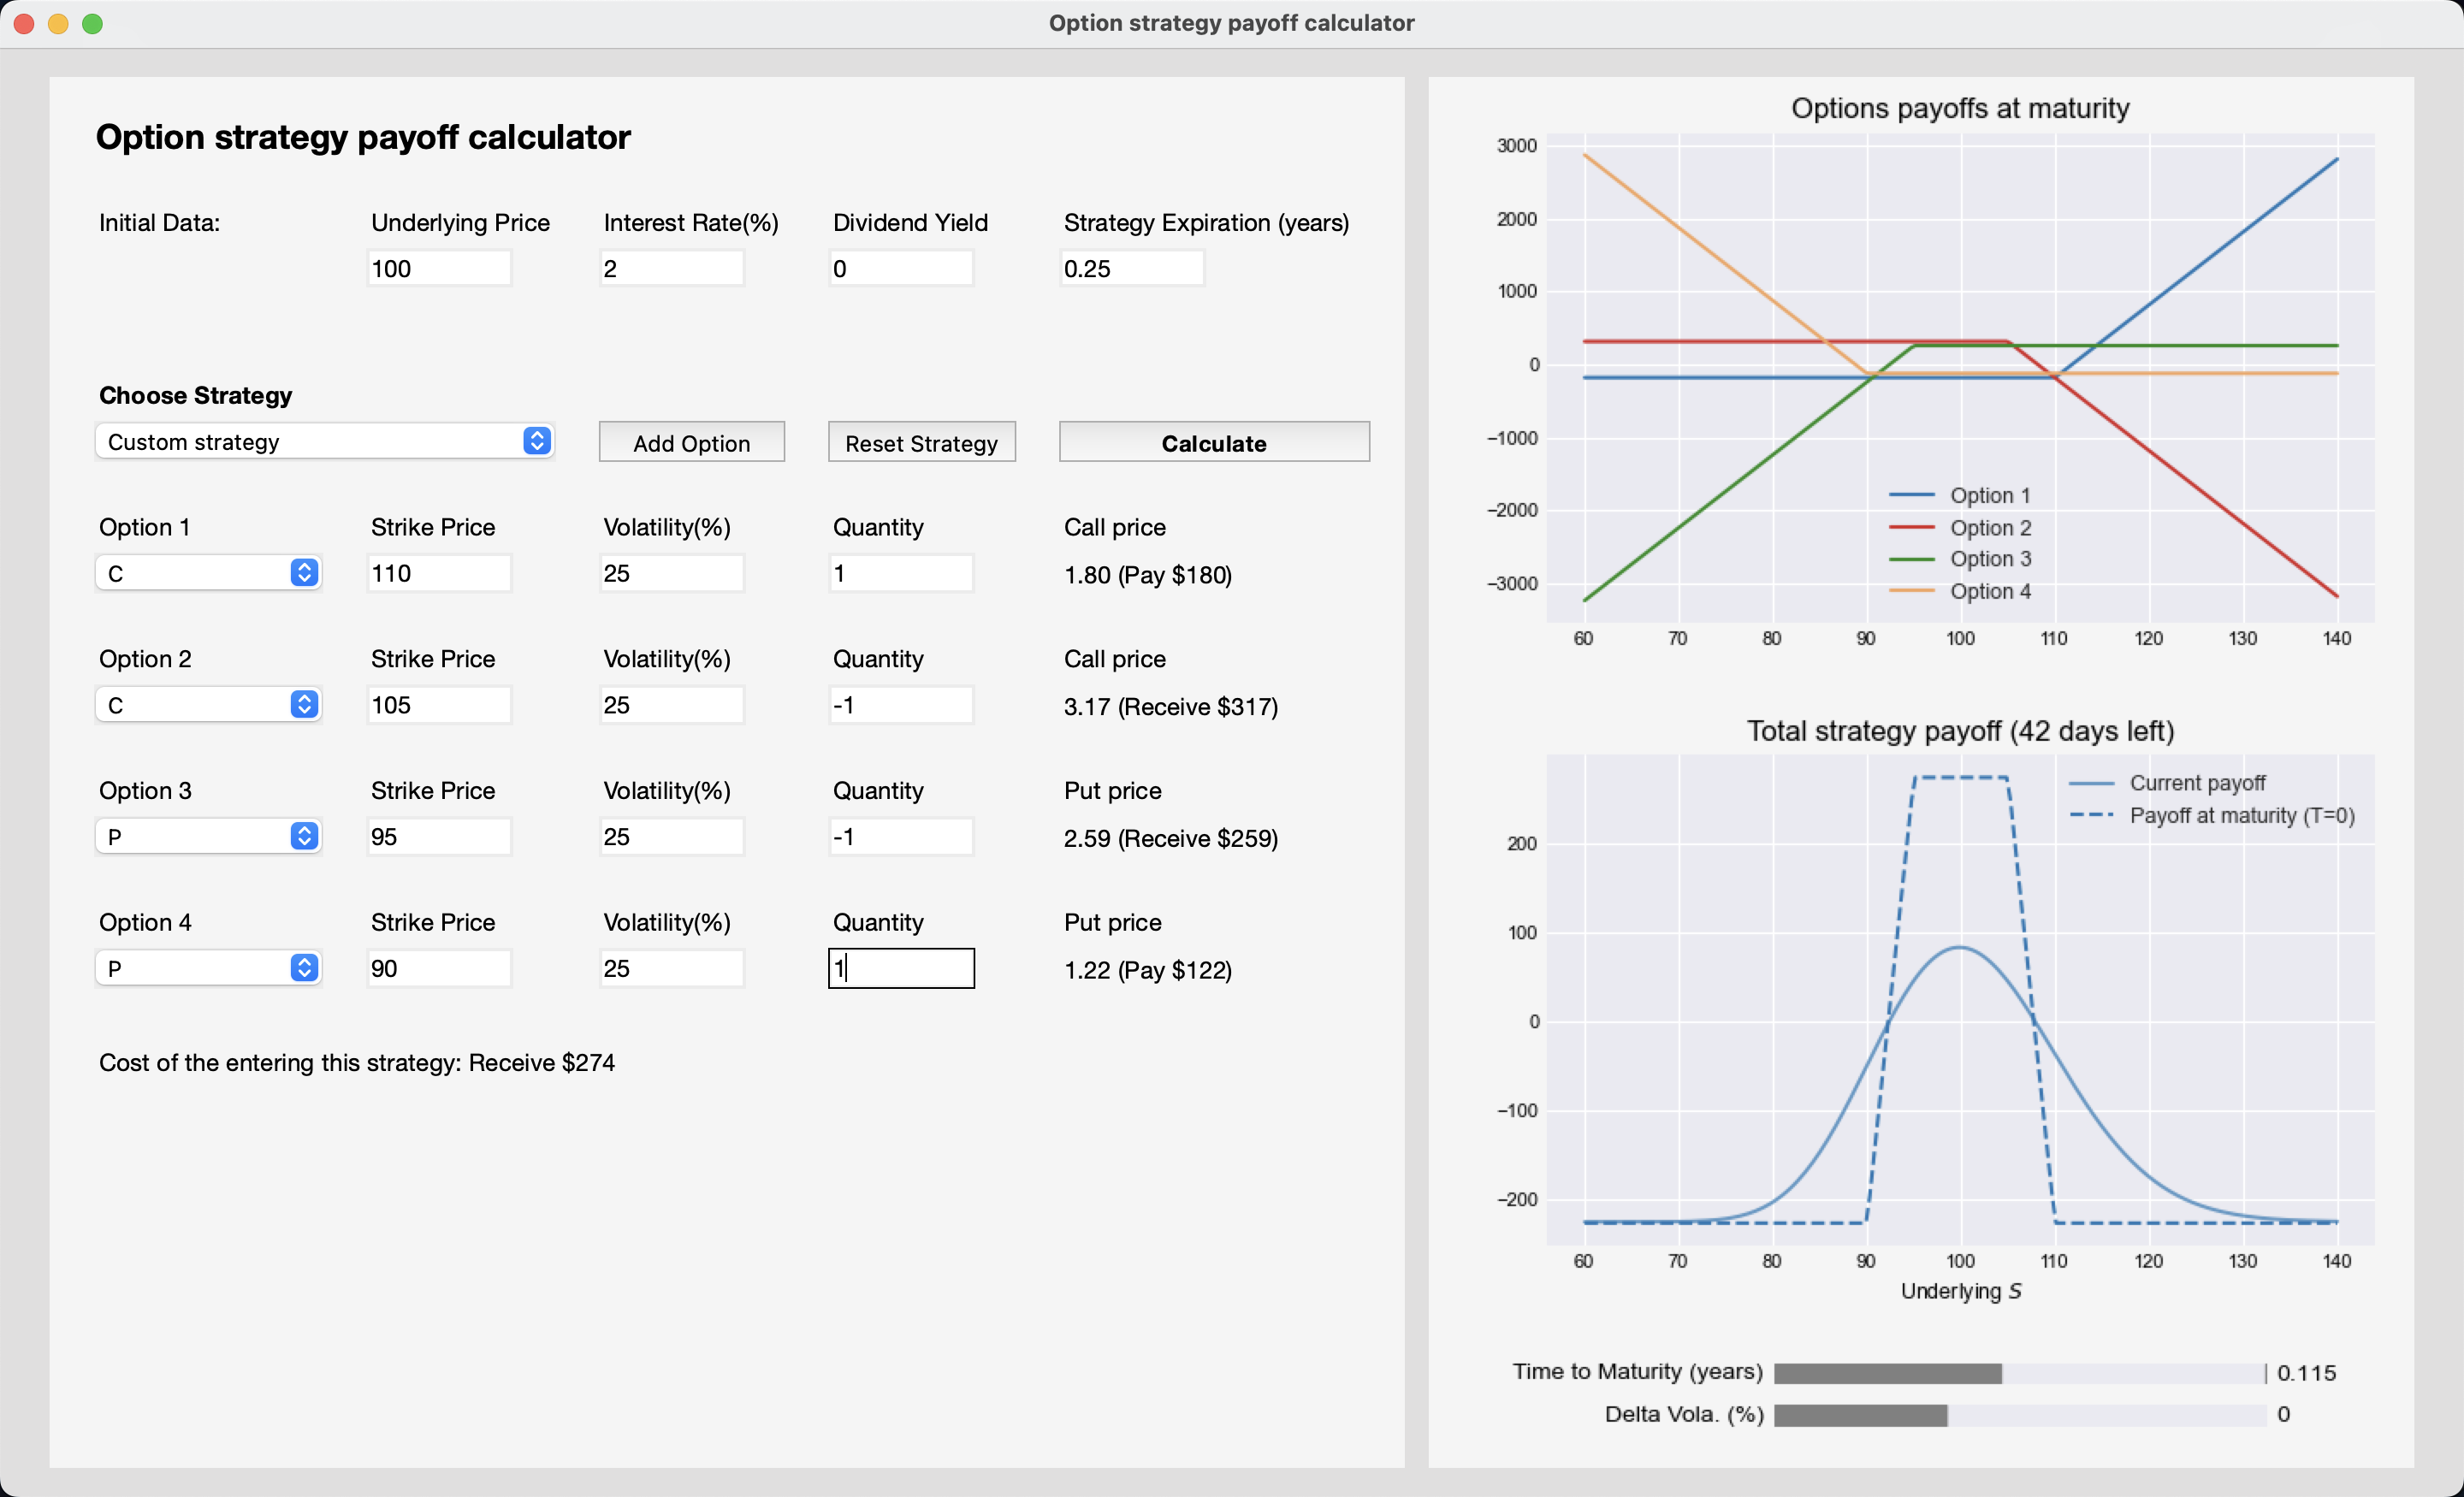 Option strategy payoff calculator
Option strategy payoff calculator
Initial Data: Underlying Price Interest Rate(%) Dividend Yield Strategy Expiration (years)
100 2 0 0.25
Choose Strategy
Custom strategy Add Option Reset Strategy Calculate
Option 1 Strike Price Volatility(%) Quantity Call price
C 110 25 1 1.80 (Pay $180)
Option 2 Strike Price Volatility(%) Quantity Call price
C 105 25 -1 3.17 (Receive $317)
Option 3 Strike Price Volatility(%) Quantity Put price
P 95 25 -1 2.59 (Receive $259)
Option 4 Strike Price Volatility(%) Quantity Put price
P 90 25 1 1.22 (Pay $122)
Cost of the entering this strategy: Receive $274
Options payoffs at maturity
3000
2000
1000
0
−1000
−2000
−3000
Option 1
Option 2
Option 3
Option 4
60 70 80 90 100 110 120 130 140
Total strategy payoff (42 days left)
Current payoff
Payoff at maturity (T=0)
200
100
0
−100
−200
60 70 80 90 100 110 120 130 140
Underlying S
Time to Maturity (years) 0.115
Delta Vola. (%) 0